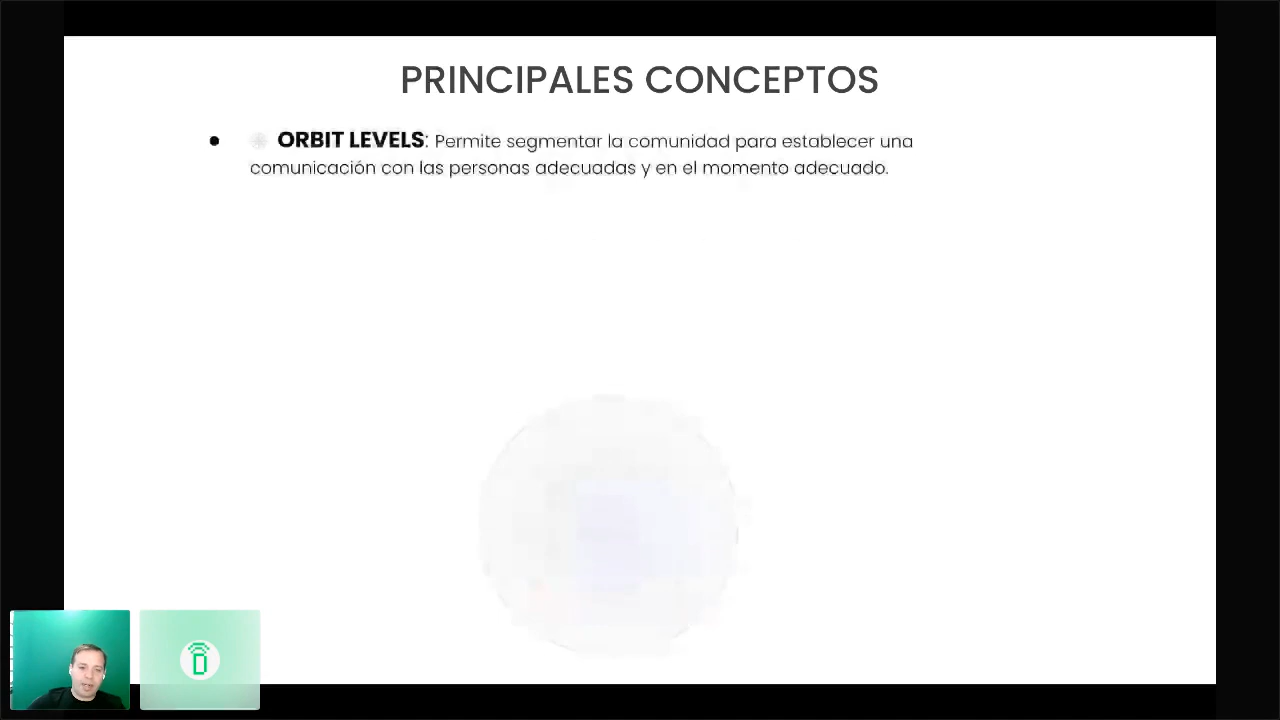 PRINCIPALES CONCEPTOS
● ORBIT LEVELS: Permite segmentar la comunidad para establecer una
comunicación con las personas adecuadas y en el momento adecuado.